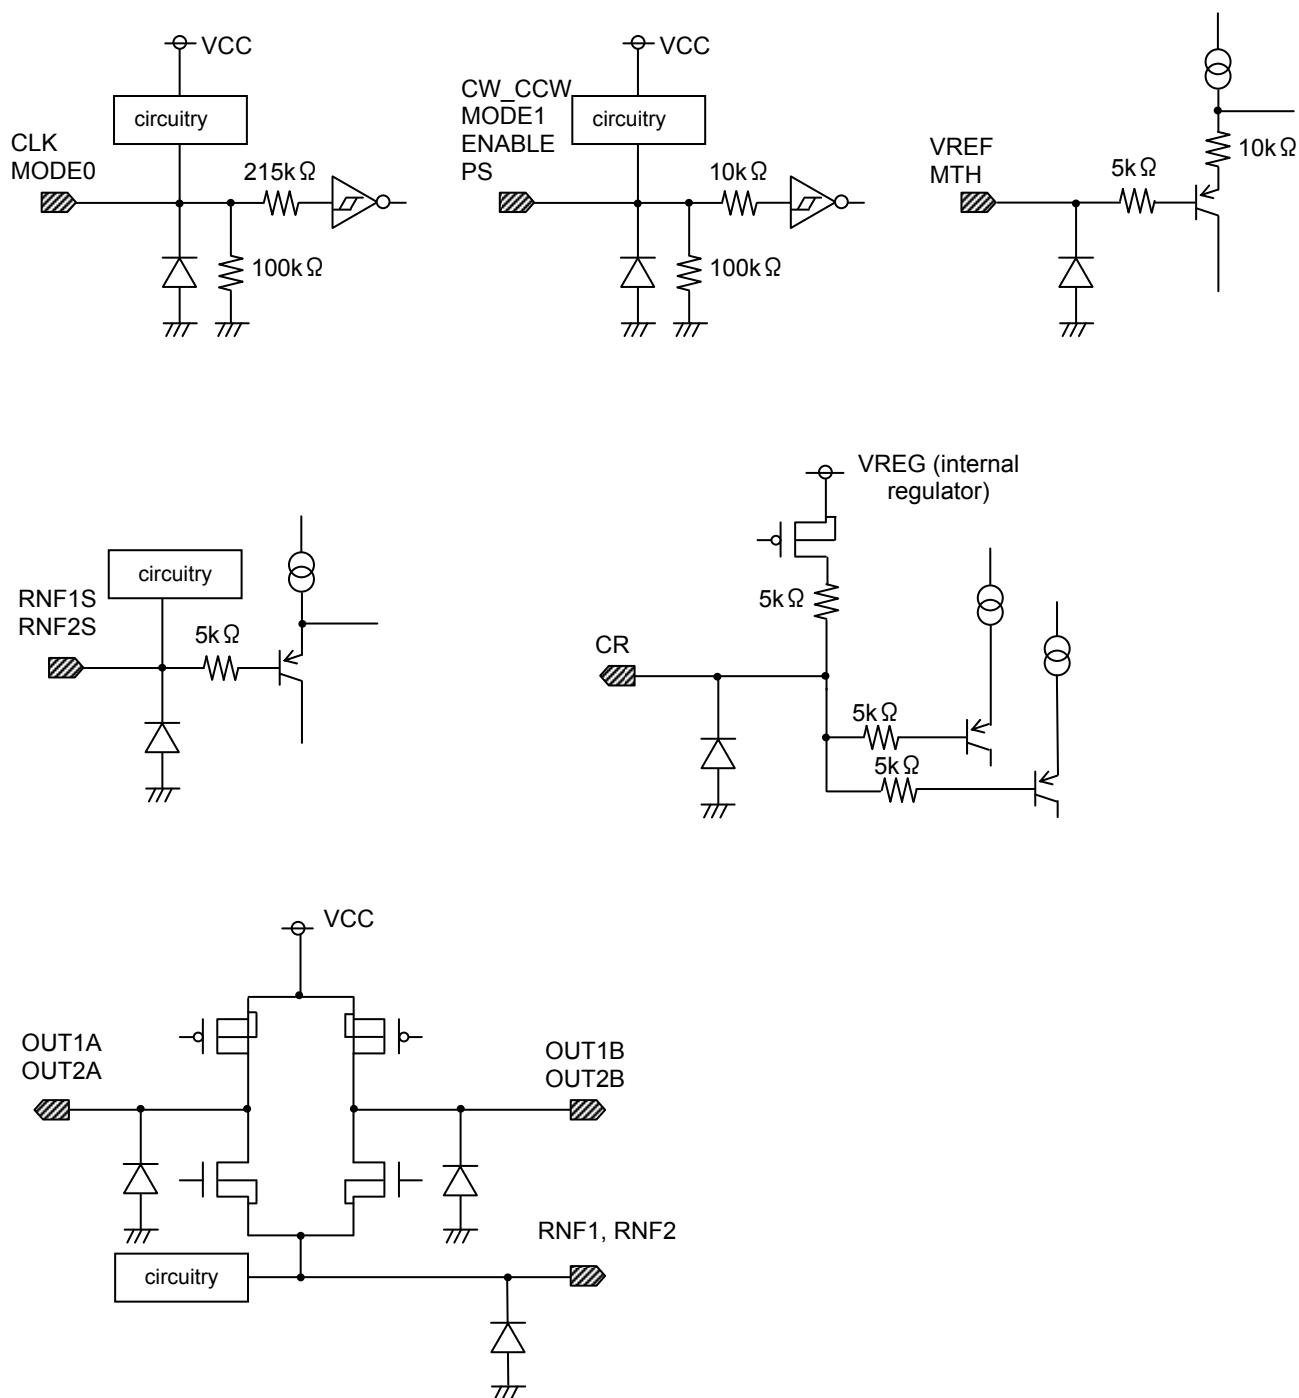 VCC
circuitry
CLK
MODE0
215kΩ
100kΩ
VCC
CW_CCW
MODE1
ENABLE
PS
circuitry
10kΩ
100kΩ
VREF
MTH
5kΩ
10kΩ
circuitry
RNF1S
RNF2S
5kΩ
VREG (internal
regulator)
5kΩ
CR
5kΩ
5kΩ
VCC
OUT1A
OUT2A
OUT1B
OUT2B
RNF1, RNF2
circuitry